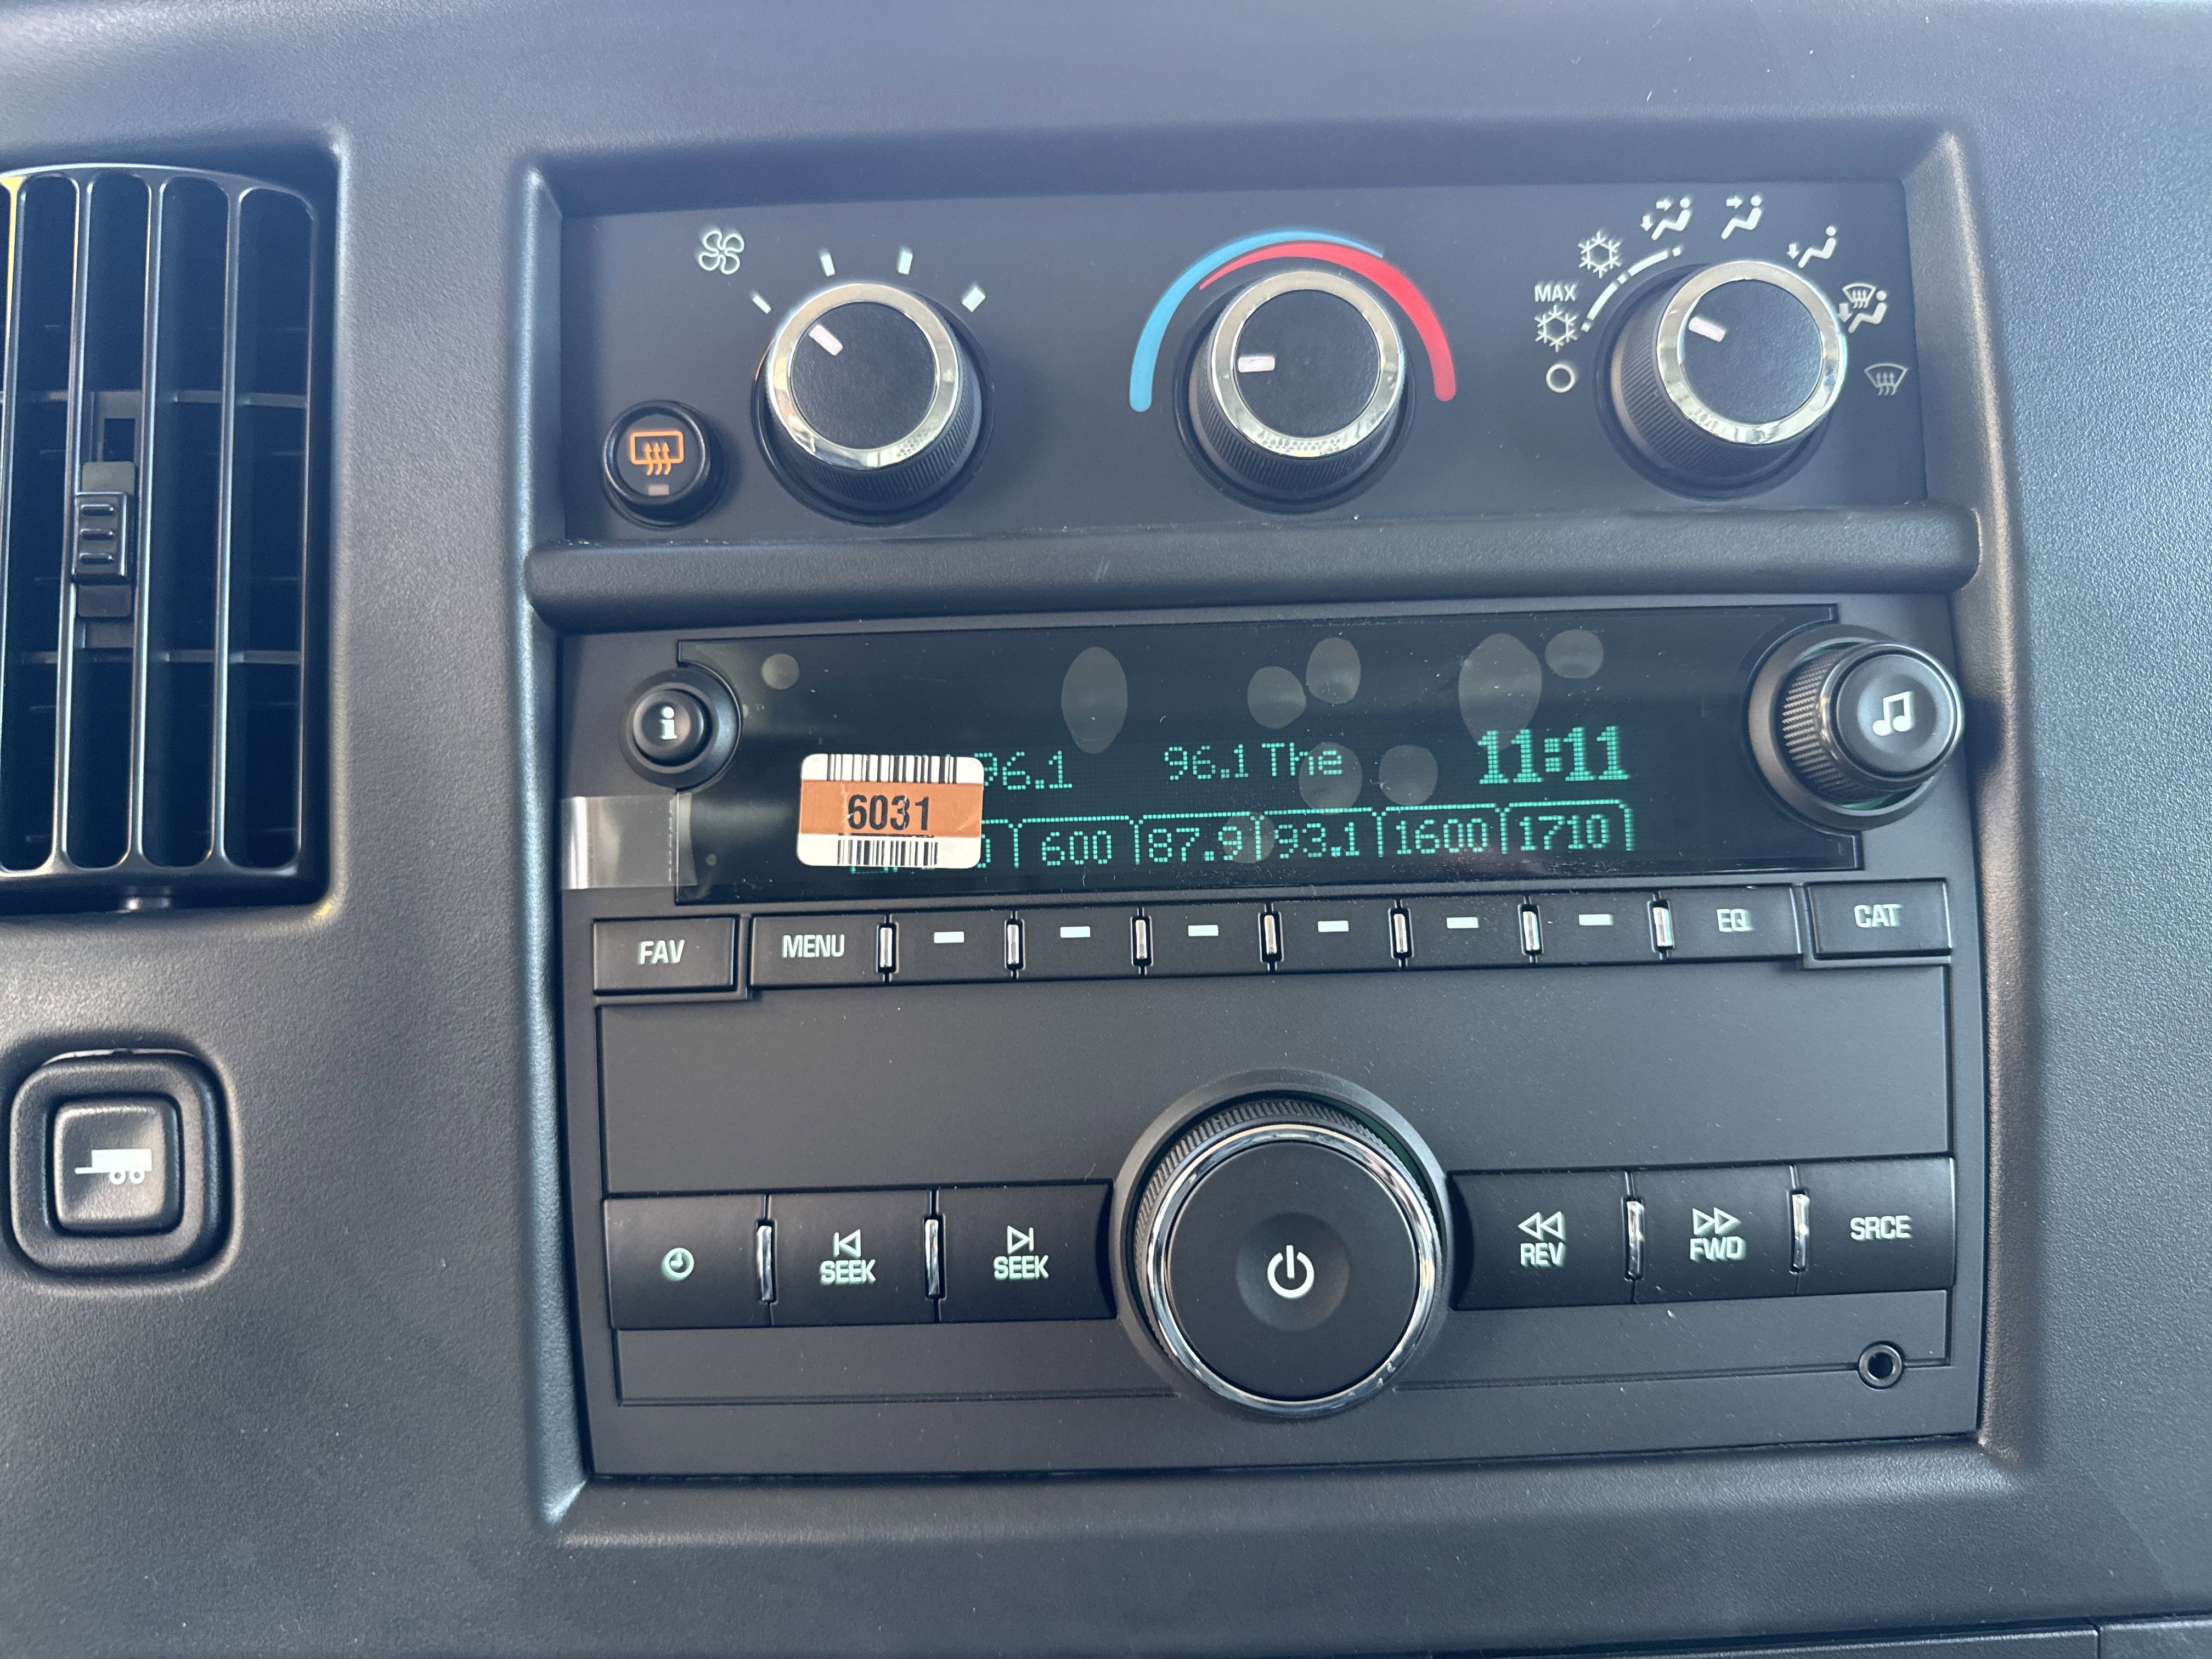 MAX
i
96.1 96.1 The 11:11
6031
600 87.9 93.1 1600 1710
FAV MENU EQ CAT
SEEK SEEK REV FWD SRCE